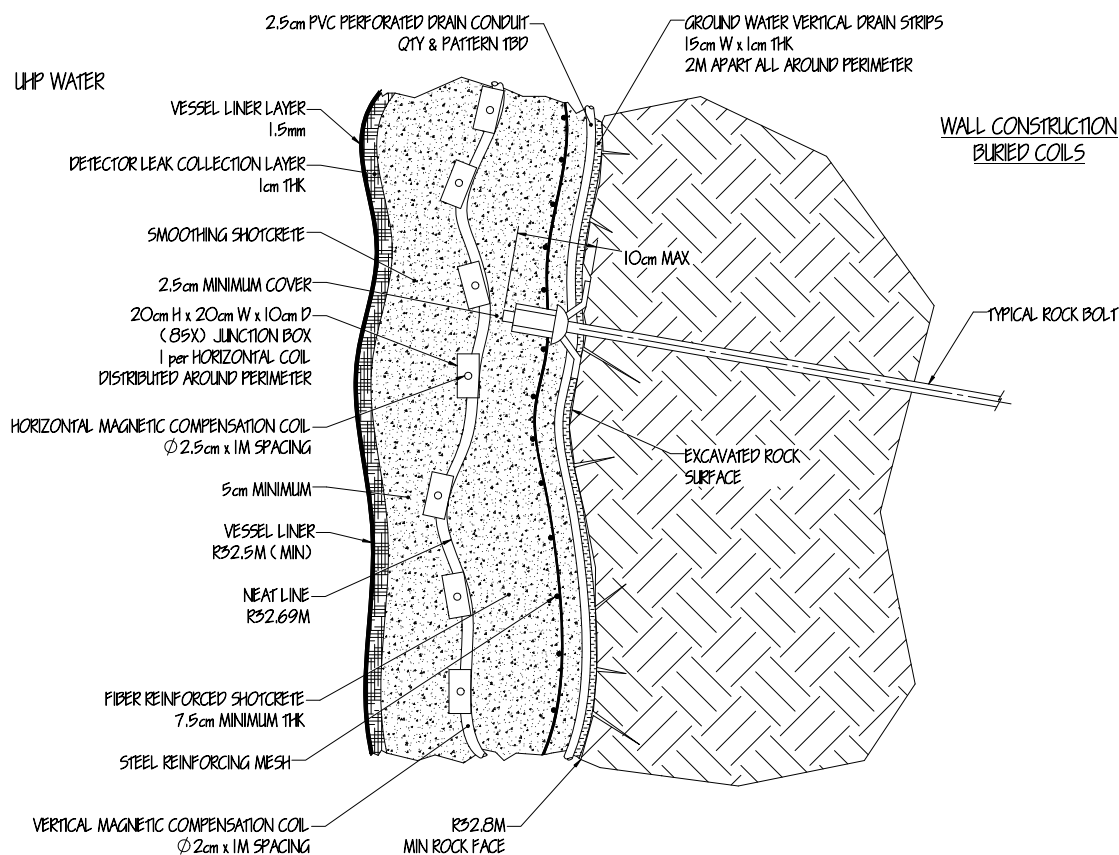 2.5cm PVC PERFORATED DRAIN CONDUIT
QTY & PATTERN TBD
GROUND WATER VERTICAL DRAIN STRIPS
15cm W x 1cm THK
2M APART ALL AROUND PERIMETER
UHP WATER
VESSEL LINER LAYER
1.5mm
WALL CONSTRUCTION
BURIED COILS
DETECTOR LEAK COLLECTION LAYER
1cm THK
SMOOTHING SHOTCRETE
10cm MAX
2.5cm MINIMUM COVER
20cm H x 20cm W x 10cm D
(85X) JUNCTION BOX
1 per HORIZONTAL COIL
DISTRIBUTED AROUND PERIMETER
TYPICAL ROCK BOLT
HORIZONTAL MAGNETIC COMPENSATION COIL
Ø2.5cm x 1M SPACING
EXCAVATED ROCK
SURFACE
5cm MINIMUM
VESSEL LINER
R32.5M (MIN)
NEAT LINE
R32.69M
FIBER REINFORCED SHOTCRETE
7.5cm MINIMUM THK
STEEL REINFORCING MESH
VERTICAL MAGNETIC COMPENSATION COIL
Ø2cm x 1M SPACING
R32.8M
MIN ROCK FACE